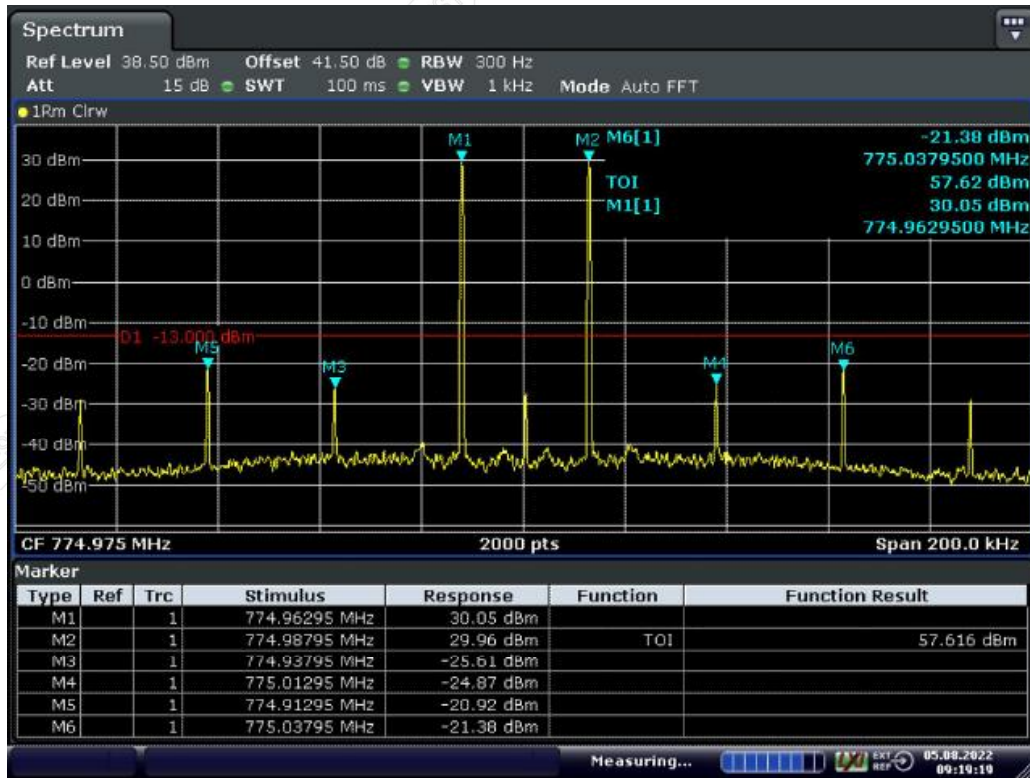 Spectrum
Ref Level 38.50 dBm Offset 41.50 dB RBW 300 Hz
Att 15 dB SWT 100 ms VBW 1 kHz Mode Auto FFT
1Rm Clrw
M1 M2 M6[1] -21.38 dBm
775.0379500 MHz
TOI 57.62 dBm
M1[1] 30.05 dBm
774.9629500 MHz
30 dBm
20 dBm
10 dBm
0 dBm
-10 dBm
D1 -13.000 dBm
M5 M3 M4 M6
-20 dBm
-30 dBm
-40 dBm
-50 dBm
CF 774.975 MHz 2000 pts Span 200.0 kHz
Marker
Type Ref Trc Stimulus Response Function Function Result
M1 1 774.96295 MHz 30.05 dBm
M2 1 774.98795 MHz 29.96 dBm TOI 57.616 dBm
M3 1 774.93795 MHz -25.61 dBm
M4 1 775.01295 MHz -24.87 dBm
M5 1 774.91295 MHz -20.92 dBm
M6 1 775.03795 MHz -21.38 dBm
Measuring... LXI EXT REF 05.08.2022
09:19:19